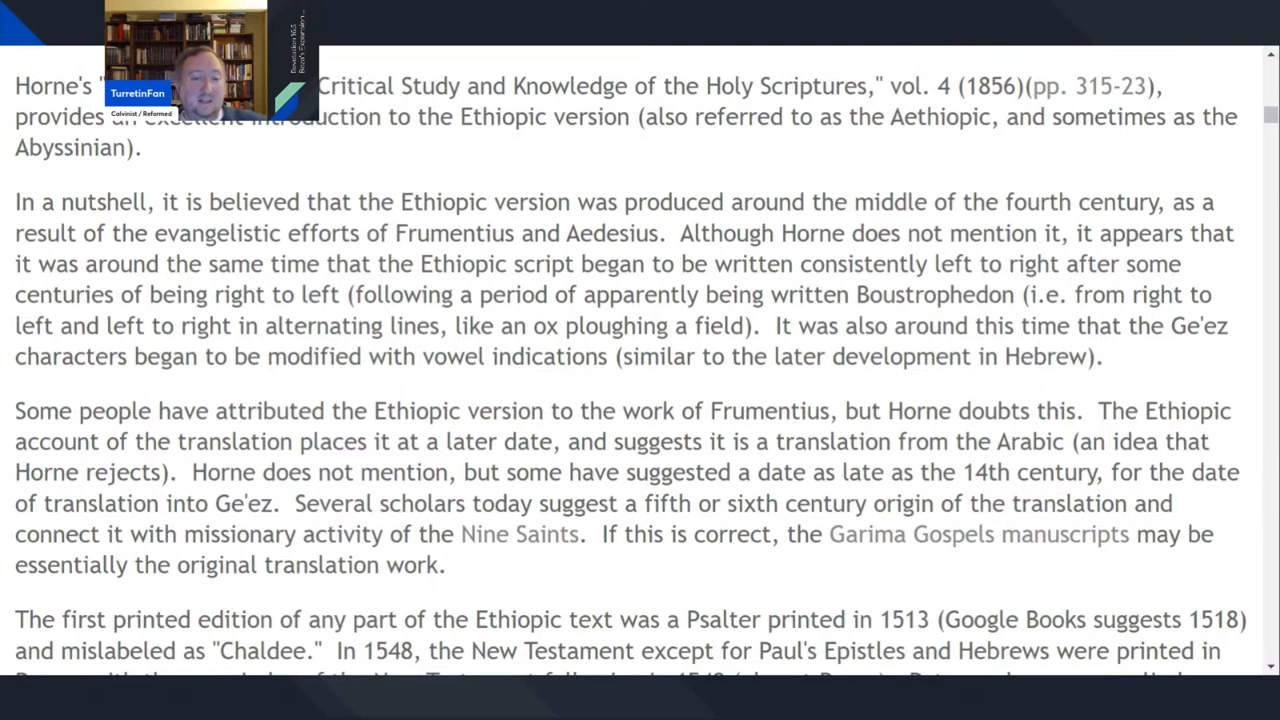 Revelation 16:5
Beza's Expansion ...
TurretinFan
Calvinist / Reformed
Horne's " Critical Study and Knowledge of the Holy Scriptures," vol. 4 (1856)(pp. 315-23),
provides an excellent introduction to the Ethiopic version (also referred to as the Aethiopic, and sometimes as the
Abyssinian).
In a nutshell, it is believed that the Ethiopic version was produced around the middle of the fourth century, as a
result of the evangelistic efforts of Frumentius and Aedesius. Although Horne does not mention it, it appears that
it was around the same time that the Ethiopic script began to be written consistently left to right after some
centuries of being right to left (following a period of apparently being written Boustrophedon (i.e. from right to
left and left to right in alternating lines, like an ox ploughing a field). It was also around this time that the Ge'ez
characters began to be modified with vowel indications (similar to the later development in Hebrew).
Some people have attributed the Ethiopic version to the work of Frumentius, but Horne doubts this. The Ethiopic
account of the translation places it at a later date, and suggests it is a translation from the Arabic (an idea that
Horne rejects). Horne does not mention, but some have suggested a date as late as the 14th century, for the date
of translation into Ge'ez. Several scholars today suggest a fifth or sixth century origin of the translation and
connect it with missionary activity of the Nine Saints. If this is correct, the Garima Gospels manuscripts may be
essentially the original translation work.
The first printed edition of any part of the Ethiopic text was a Psalter printed in 1513 (Google Books suggests 1518)
and mislabeled as "Chaldee." In 1548, the New Testament except for Paul's Epistles and Hebrews were printed in